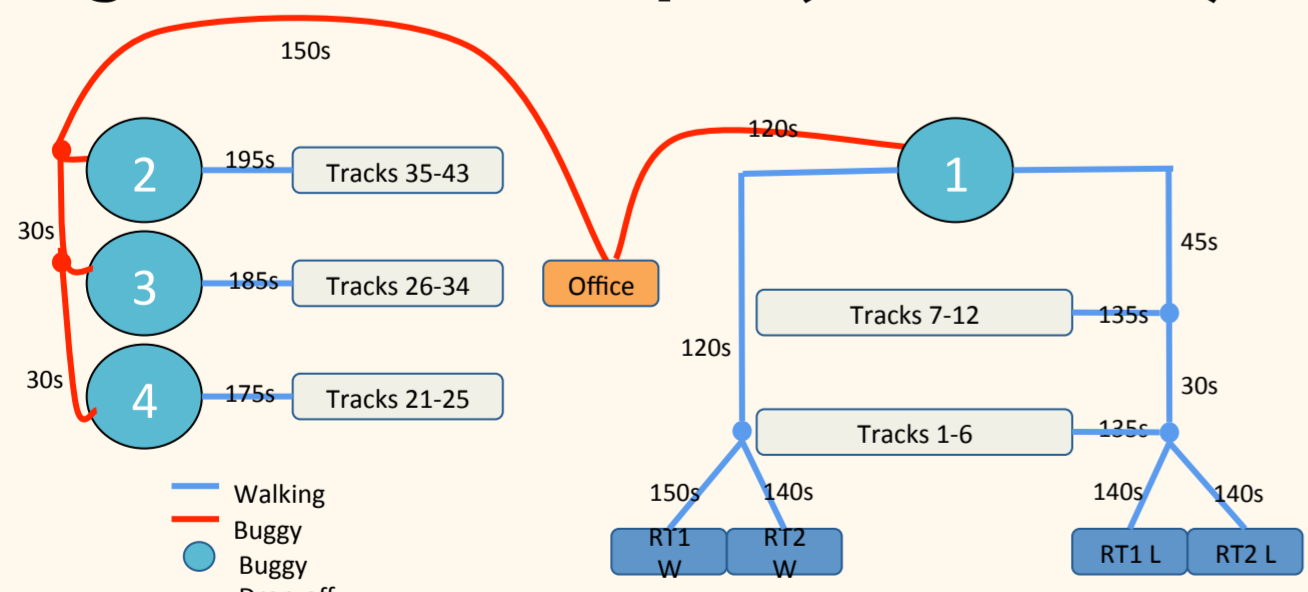 150s
120s
2
195s
Tracks 35-43
1
30s
45s
3
185s
Tracks 26-34
Office
Tracks 7-12
135s
120s
30s
4
175s
Tracks 21-25
30s
Tracks 1-6
135s
Walking
150s
140s
140s
140s
Buggy
RT1
W
RT2
W
RT1 L
RT2 L
Buggy